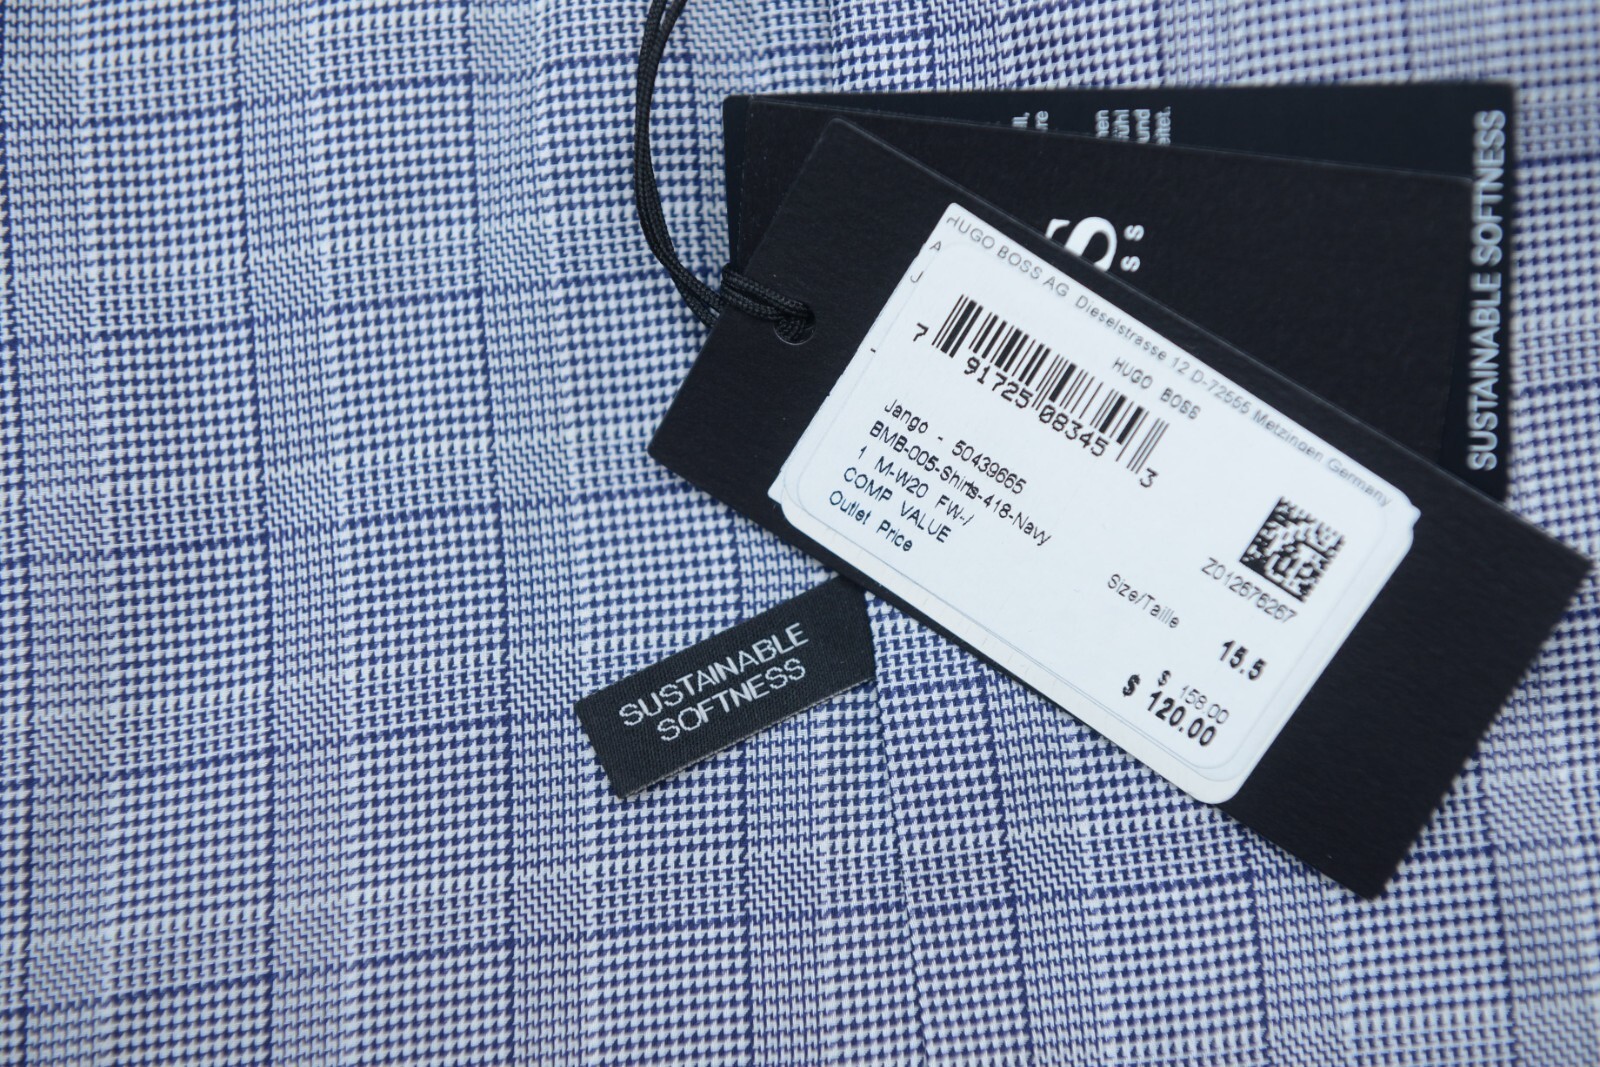 HUGO BOSS AG Dieselstrasse 12 D-72555 Metzingen Germany
A
J
HUGO BOSS
7 91725 08345 3
Jango - 50439665
BMB-005-Shirts-418-Navy
1 M-W20 FW-/
COMP VALUE
Outlet Price
Z012676267
Size/Taille
15.5
$ 158.00
$ 120.00
SUSTAINABLE
SOFTNESS
SUSTAINABLE SOFTNESS
S
S S